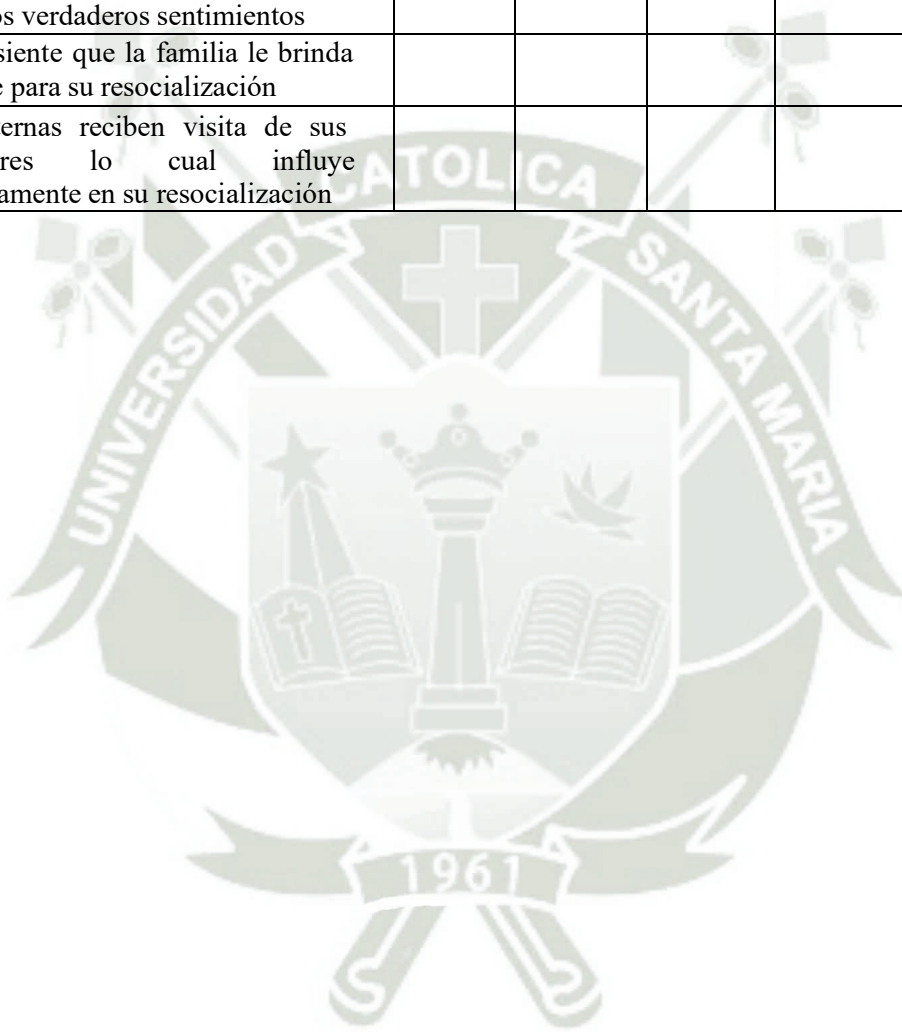 os verdaderos sentimientos
siente que la familia le brinda
e para su resocialización
ternas reciben visita de sus
res lo cual influye
amente en su resocialización
UNIVERSIDAD CATOLICA SANTA MARIA
1961